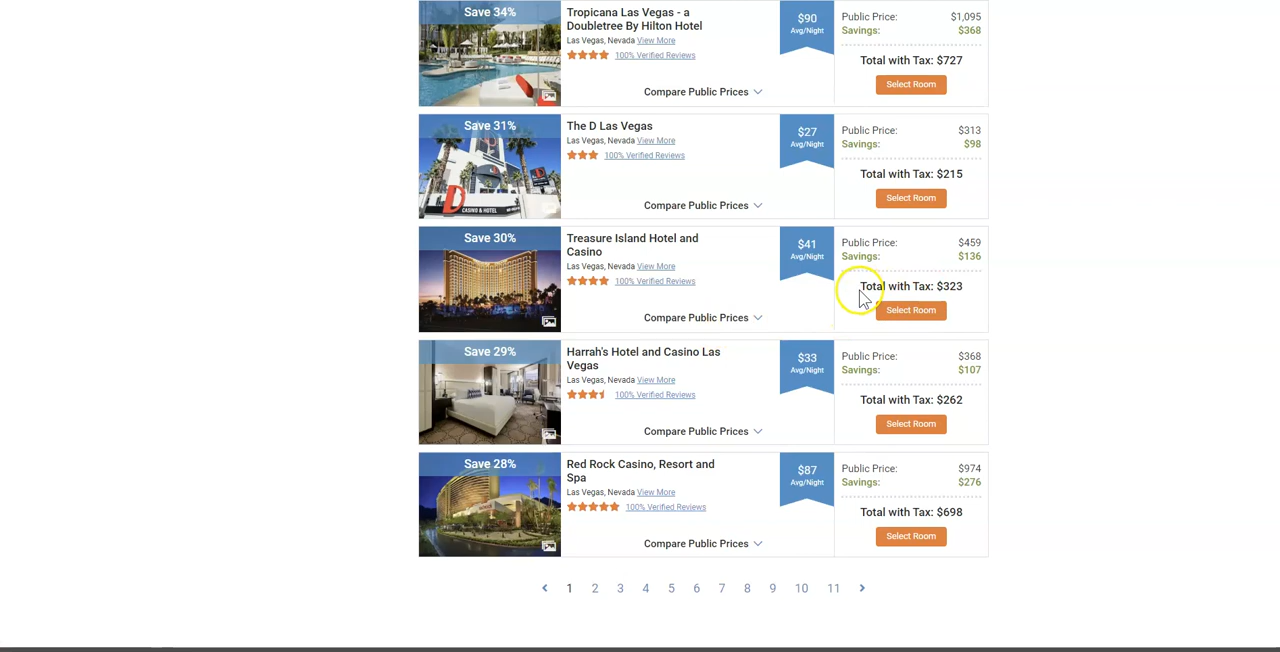 Save 34%
Tropicana Las Vegas - a
Doubletree By Hilton Hotel
Las Vegas, Nevada View More
100% Verified Reviews
Compare Public Prices
$90
Avg/Night
Public Price: $1,095
Savings: $368
Total with Tax: $727
Select Room
Save 31%
D
CASINO & HOTEL
The D Las Vegas
Las Vegas, Nevada View More
100% Verified Reviews
Compare Public Prices
$27
Avg/Night
Public Price: $313
Savings: $98
Total with Tax: $215
Select Room
Save 30%
Treasure Island Hotel and
Casino
Las Vegas, Nevada View More
100% Verified Reviews
Compare Public Prices
$41
Avg/Night
Public Price: $459
Savings: $136
Total with Tax: $323
Select Room
Save 29%
Harrah's Hotel and Casino Las
Vegas
Las Vegas, Nevada View More
100% Verified Reviews
Compare Public Prices
$33
Avg/Night
Public Price: $368
Savings: $107
Total with Tax: $262
Select Room
Save 28%
Red Rock Casino, Resort and
Spa
Las Vegas, Nevada View More
100% Verified Reviews
Compare Public Prices
$87
Avg/Night
Public Price: $974
Savings: $276
Total with Tax: $698
Select Room
1 2 3 4 5 6 7 8 9 10 11